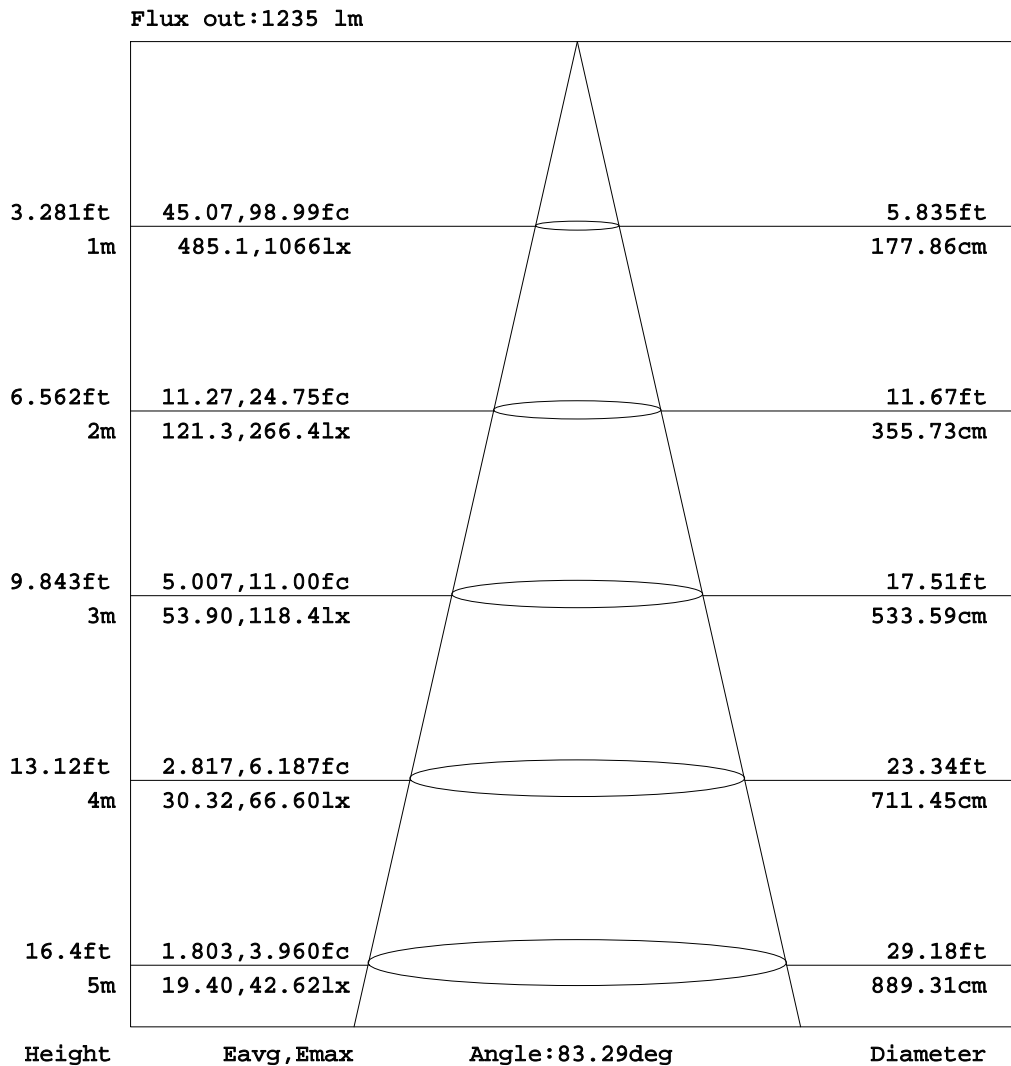 Flux out:1235 lm
3.281ft 45.07,98.99fc 5.835ft
1m 485.1,1066lx 177.86cm
6.562ft 11.27,24.75fc 11.67ft
2m 121.3,266.4lx 355.73cm
9.843ft 5.007,11.00fc 17.51ft
3m 53.90,118.4lx 533.59cm
13.12ft 2.817,6.187fc 23.34ft
4m 30.32,66.60lx 711.45cm
16.4ft 1.803,3.960fc 29.18ft
5m 19.40,42.62lx 889.31cm
Height Eavg,Emax Angle:83.29deg Diameter